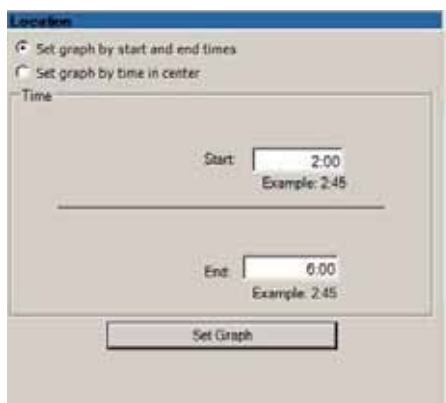 Location
Set graph by start and end times
Set graph by time in center
Time
Start: 2:00
Example: 2:45
End: 6:00
Example: 2:45
Set Graph